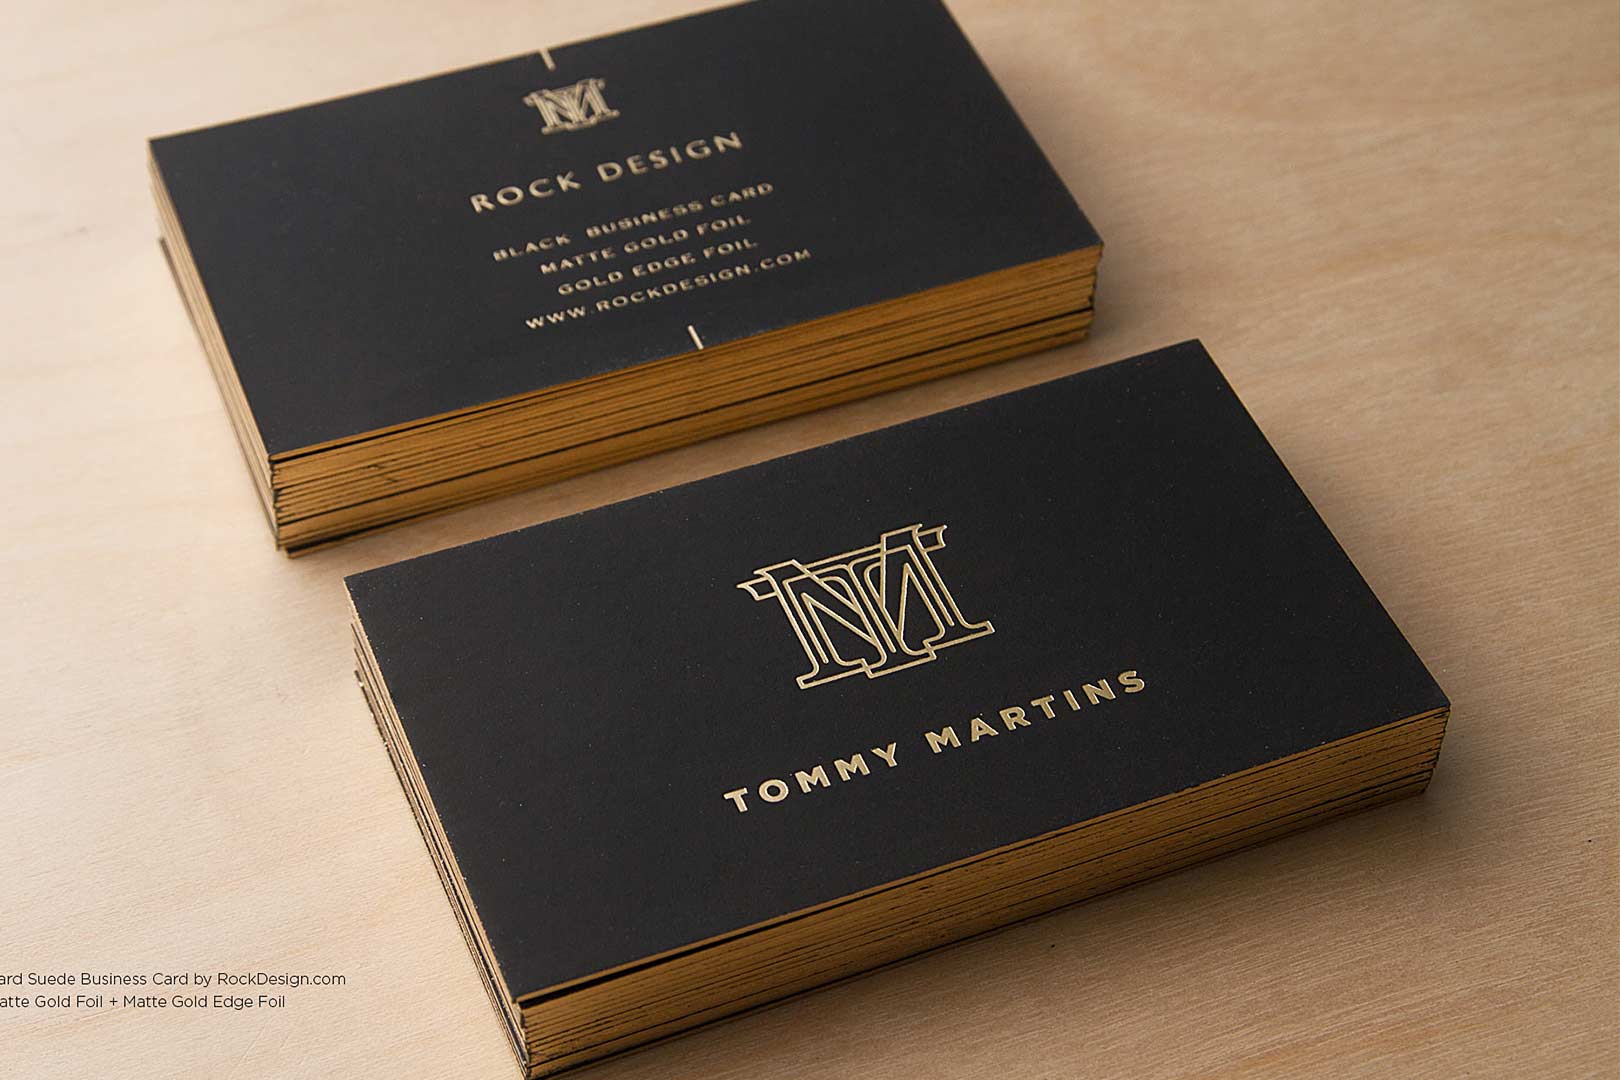 ROCK DESIGN
BLACK BUSINESS CARD
MATTE GOLD FOIL
GOLD EDGE FOIL
WWW.ROCKDESIGN.COM
TM
TOMMY MARTINS
ard Suede Business Card by RockDesign.com
atte Gold Foil + Matte Gold Edge Foil